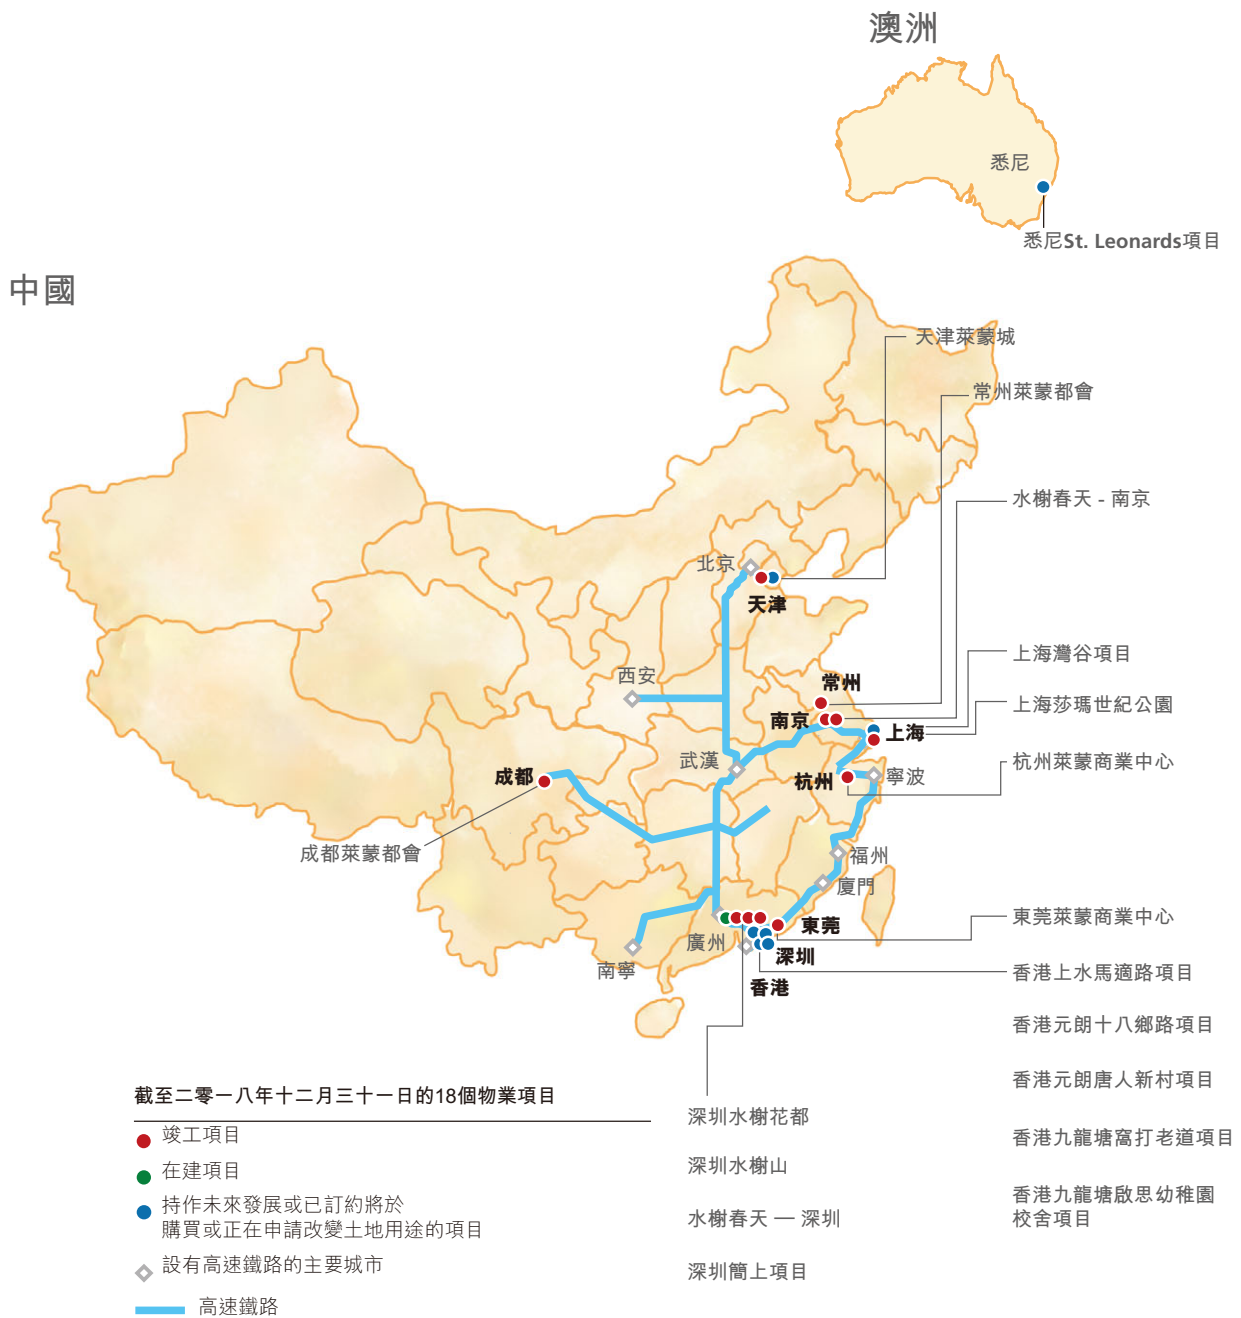 澳洲
悉尼
悉尼St. Leonards項目
中國
天津萊蒙城
常州萊蒙都會
水榭春天 - 南京
北京
天津
上海灣谷項目
西安
常州
上海莎瑪世紀公園
南京
上海
武漢
杭州萊蒙商業中心
成都
杭州
寧波
成都萊蒙都會
福州
廈門
東莞萊蒙商業中心
東莞
廣州
深圳
南寧
香港上水馬適路項目
香港
香港元朗十八鄉路項目
香港元朗唐人新村項目
香港九龍塘窩打老道項目
香港九龍塘啟思幼稚園
校舍項目
深圳水榭花都
深圳水榭山
水榭春天 — 深圳
深圳簡上項目
截至二零一八年十二月三十一日的18個物業項目
竣工項目
在建項目
持作未來發展或已訂約將於
購買或正在申請改變土地用途的項目
設有高速鐵路的主要城市
高速鐵路